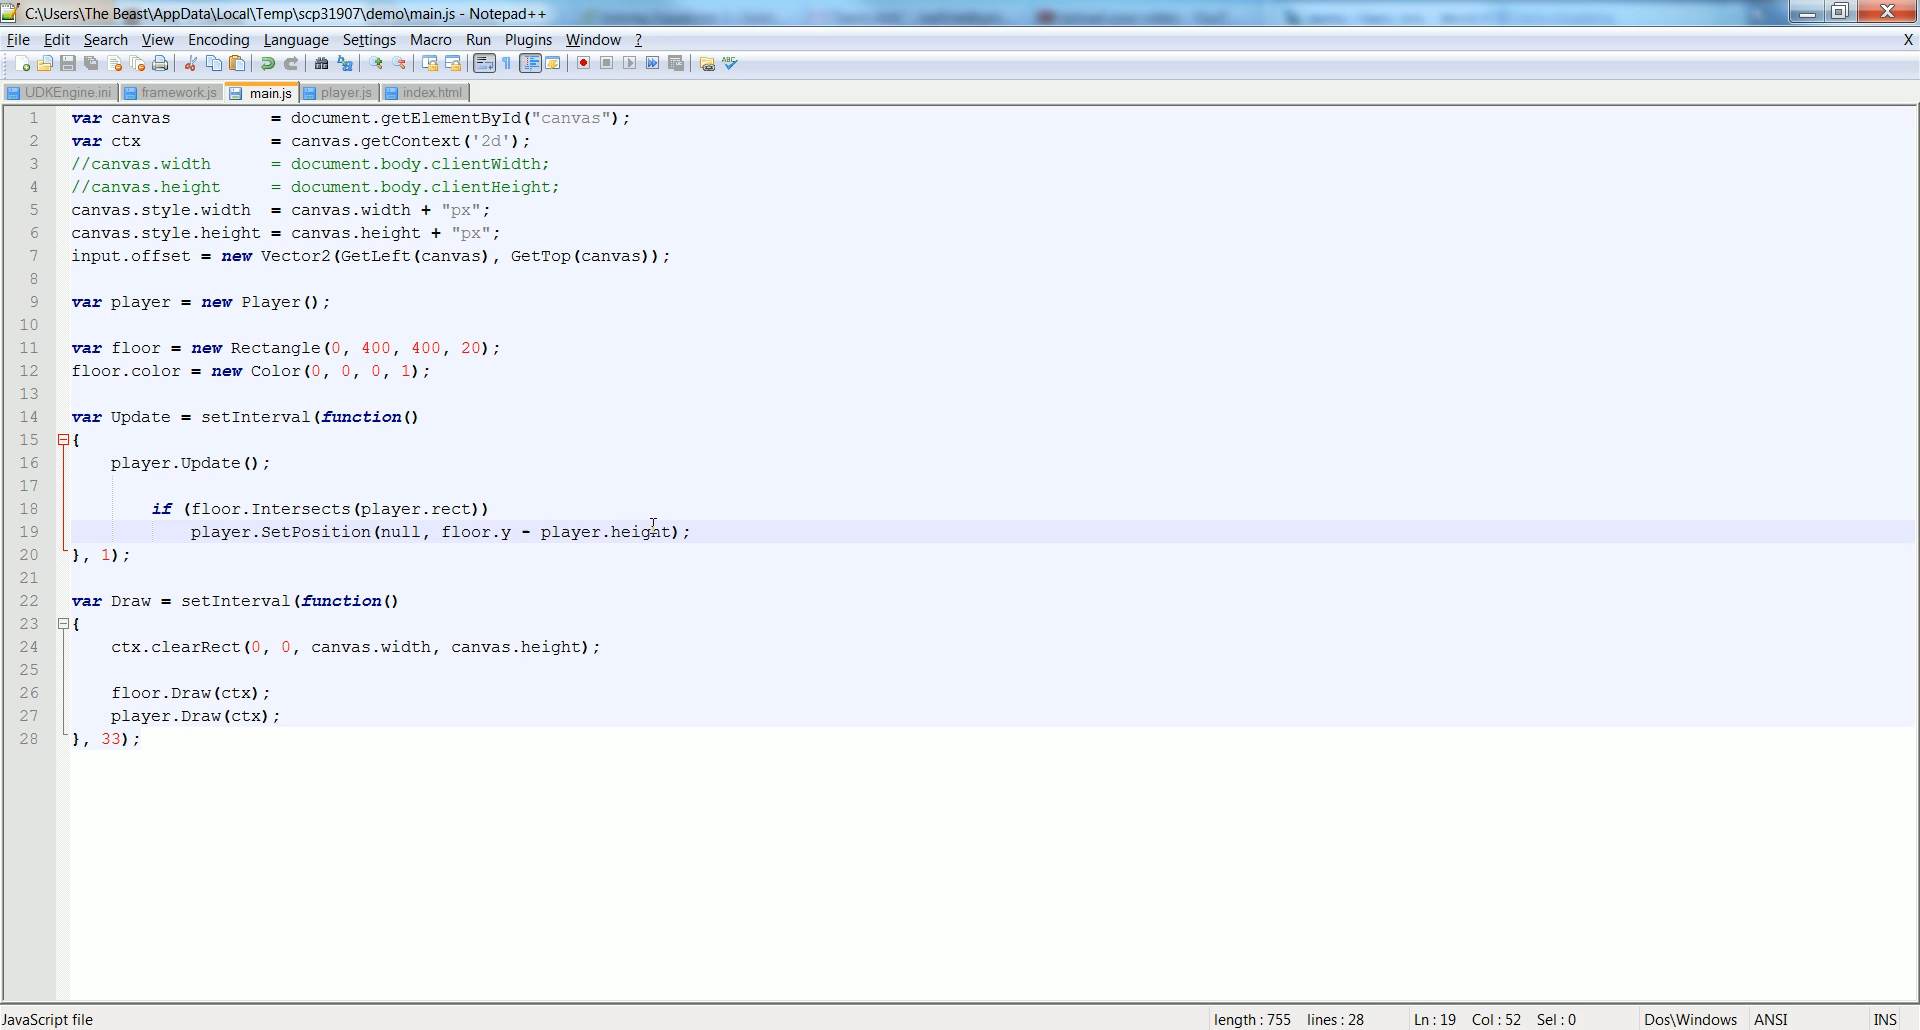 C:\Users\The Beast\AppData\Local\Temp\scp31907\demo\main.js - Notepad++
File Edit Search View Encoding Language Settings Macro Run Plugins Window ? X
UDKEngine.ini framework.js main.js player.js index.html
1 var canvas          = document.getElementById("canvas");
2 var ctx             = canvas.getContext('2d');
3 //canvas.width      = document.body.clientWidth;
4 //canvas.height     = document.body.clientHeight;
5 canvas.style.width  = canvas.width + "px";
6 canvas.style.height = canvas.height + "px";
7 input.offset = new Vector2(GetLeft(canvas), GetTop(canvas));
8
9 var player = new Player();
10
11 var floor = new Rectangle(0, 400, 400, 20);
12 floor.color = new Color(0, 0, 0, 1);
13
14 var Update = setInterval(function()
15 {
16     player.Update();
17
18         if (floor.Intersects(player.rect))
19             player.SetPosition(null, floor.y - player.height);
20 }, 1);
21
22 var Draw = setInterval(function()
23 {
24     ctx.clearRect(0, 0, canvas.width, canvas.height);
25
26     floor.Draw(ctx);
27     player.Draw(ctx);
28 }, 33);
JavaScript file length : 755 lines : 28 Ln : 19 Col : 52 Sel : 0 Dos\Windows ANSI INS